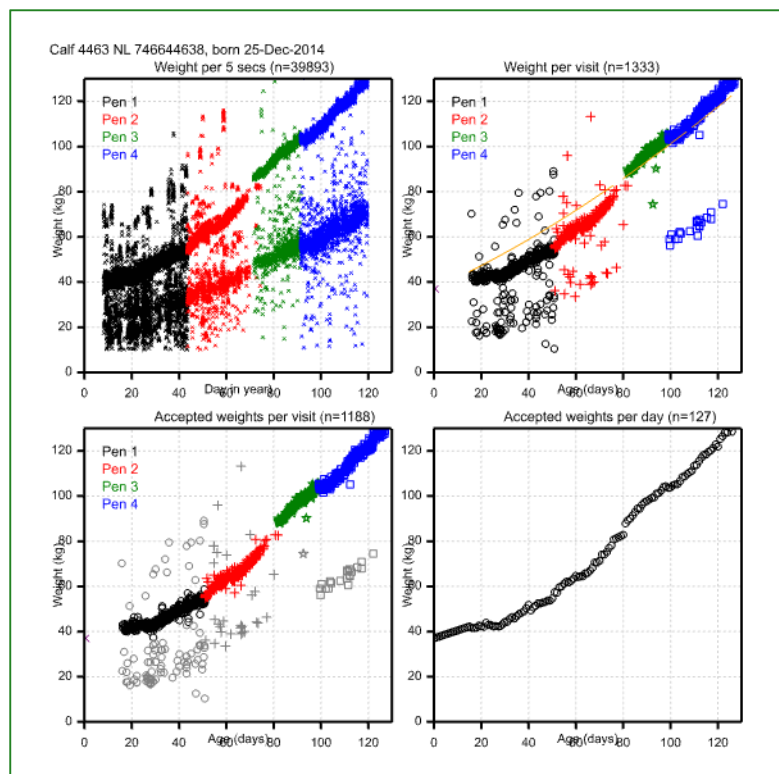 Calf 4463 NL 746644638, born 25-Dec-2014
Weight per 5 secs (n=39893)
120
100
80
60
40
20
0
Weight (kg)
Pen 1
Pen 2
Pen 3
Pen 4
0 20 40 60 80 100 120
Day in year)
Weight per visit (n=1333)
120
100
80
60
40
20
0
Weight (kg)
Pen 1
Pen 2
Pen 3
Pen 4
0 20 40 60 80 100 120
Age (days)
Accepted weights per visit (n=1188)
120
100
80
60
40
20
0
Weight (kg)
Pen 1
Pen 2
Pen 3
Pen 4
0 20 40 60 80 100 120
Age (days)
Accepted weights per day (n=127)
120
100
80
60
40
20
0
Weight (kg)
0 20 40 60 80 100 120
Age (days)